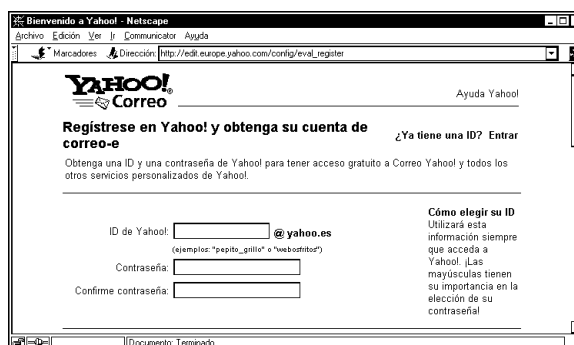 Bienvenido a Yahoo! - Netscape
Archivo Edición Ver Ir Communicator Ayuda
Marcadores Dirección: http://edit.europe.yahoo.com/config/eval_register
YAHOO!
Correo
Ayuda Yahoo!
Regístrese en Yahoo! y obtenga su cuenta de
correo-e
¿Ya tiene una ID? Entrar
Obtenga una ID y una contraseña de Yahoo! para tener acceso gratuito a Correo Yahoo! y todos los
otros servicios personalizados de Yahoo!.
ID de Yahoo!: @ yahoo.es
(ejemplos: "pepito_grillo" o "webosfritos")
Contraseña:
Confirme contraseña:
Cómo elegir su ID
Utilizará esta
información siempre
que acceda a
Yahoo!. ¡Las
mayúsculas tienen
su importancia en la
elección de su
contraseña!
Documento: Terminado